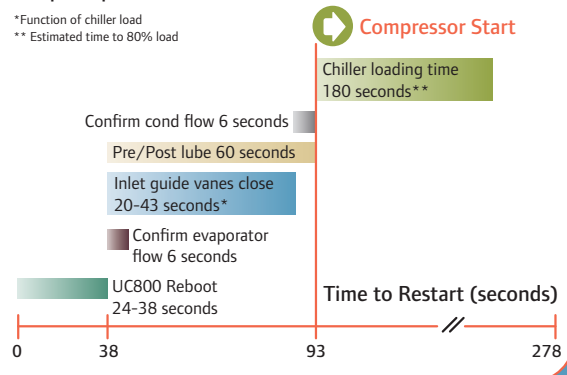 *Function of chiller load
** Estimated time to 80% load
Compressor Start
Chiller loading time
180 seconds**
Confirm cond flow 6 seconds
Pre/Post lube 60 seconds
Inlet guide vanes close
20-43 seconds*
Confirm evaporator
flow 6 seconds
UC800 Reboot
24-38 seconds
Time to Restart (seconds)
0 38 93 278